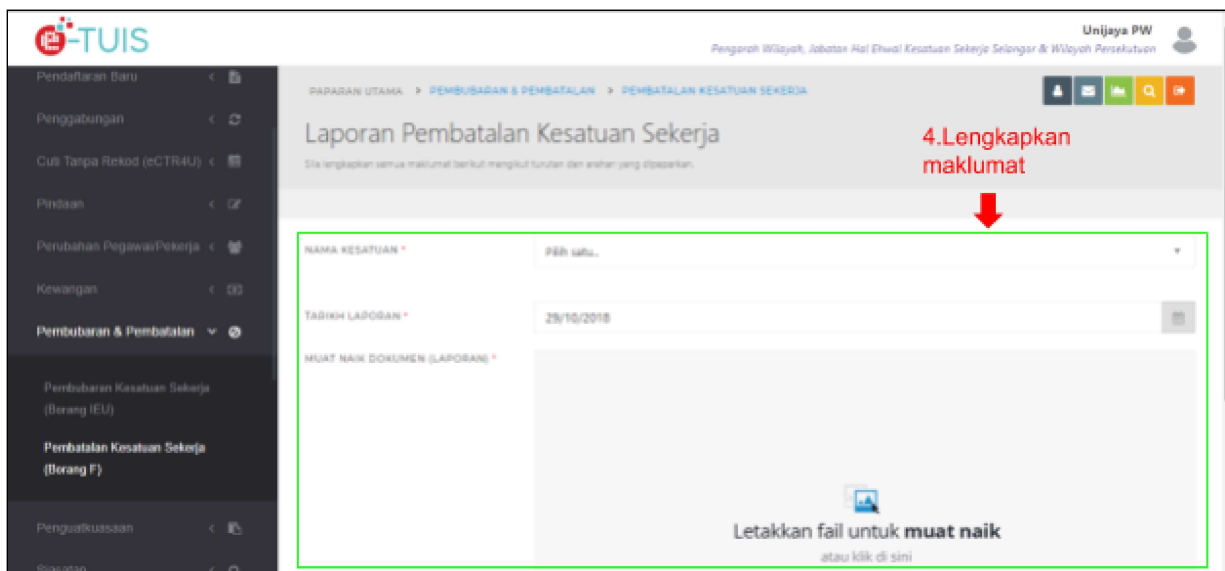 e-TUIS
Unijaya PW
Pengarah Wilayah, Jabatan Hal Ehwal Kesatuan Sekerja Selangor & Wilayah Persekutuan
Pendaftaran Baru
Penggabungan
Cuti Tanpa Rekod (eCTR4U)
Pindaan
Perubahan Pegawai/Pekerja
Kewangan
Pembubaran & Pembatalan
Pembubaran Kesatuan Sekerja
(Borang IEU)
Pembatalan Kesatuan Sekerja
(Borang F)
Penguatkuasaan
Siasatan
PAPARAN UTAMA > PEMBUBARAN & PEMBATALAN > PEMBATALAN KESATUAN SEKERJA
Laporan Pembatalan Kesatuan Sekerja
Sila lengkapkan semua maklumat berikut mengikut turutan dan arahan yang dipaparkan.
4.Lengkapkan
maklumat
NAMA KESATUAN *
Pilih satu..
TARIKH LAPORAN *
29/10/2018
MUAT NAIK DOKUMEN (LAPORAN) *
Letakkan fail untuk muat naik
atau klik di sini